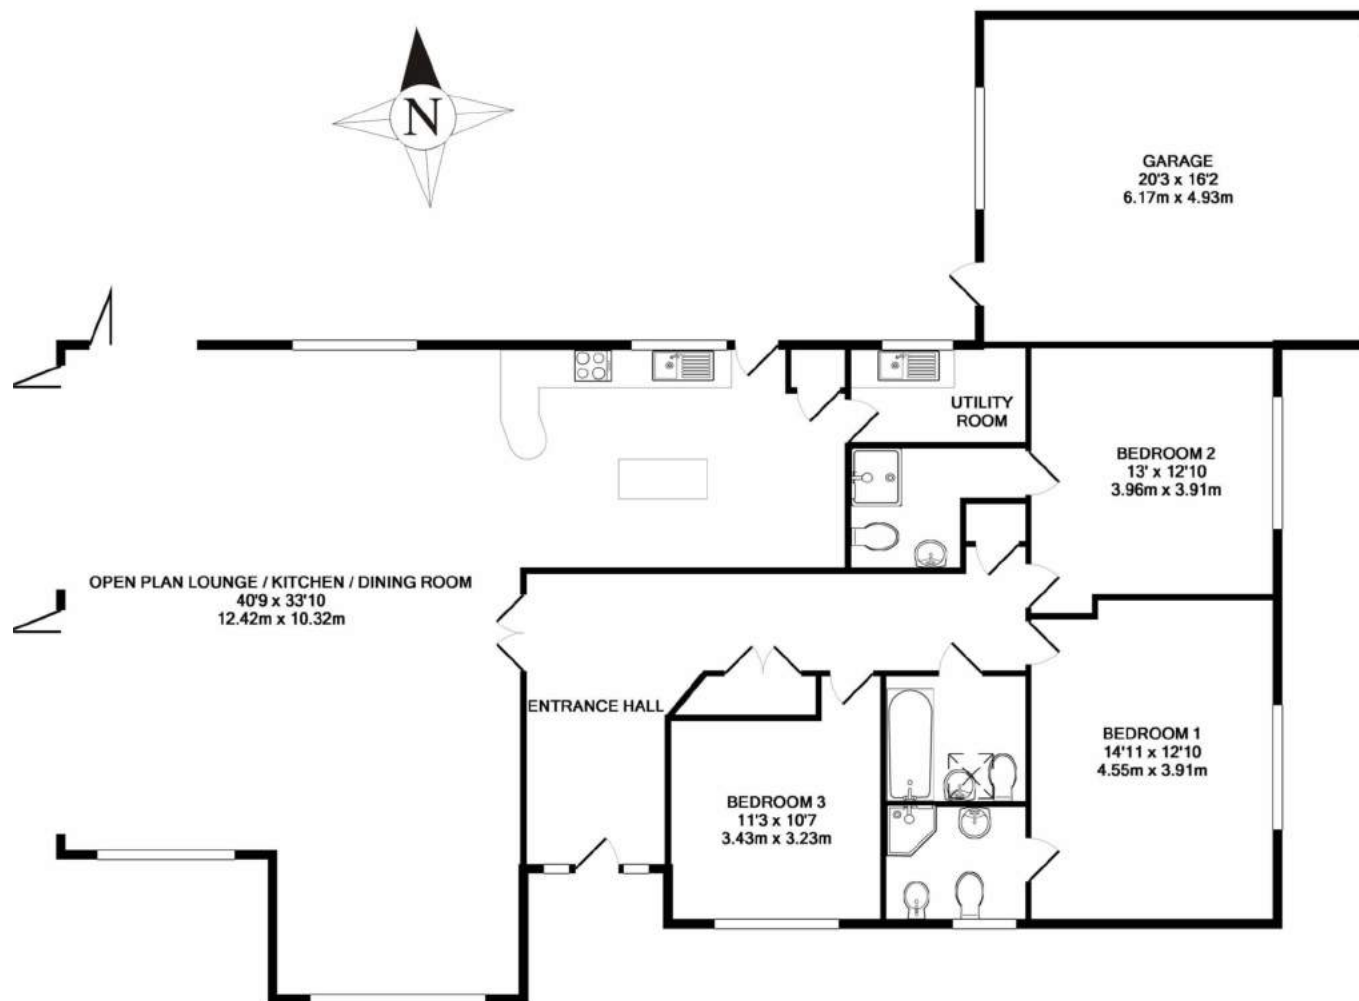 N
GARAGE
20'3 x 16'2
6.17m x 4.93m
UTILITY
ROOM
BEDROOM 2
13' x 12'10
3.96m x 3.91m
OPEN PLAN LOUNGE / KITCHEN / DINING ROOM
40'9 x 33'10
12.42m x 10.32m
ENTRANCE HALL
BEDROOM 1
14'11 x 12'10
4.55m x 3.91m
BEDROOM 3
11'3 x 10'7
3.43m x 3.23m